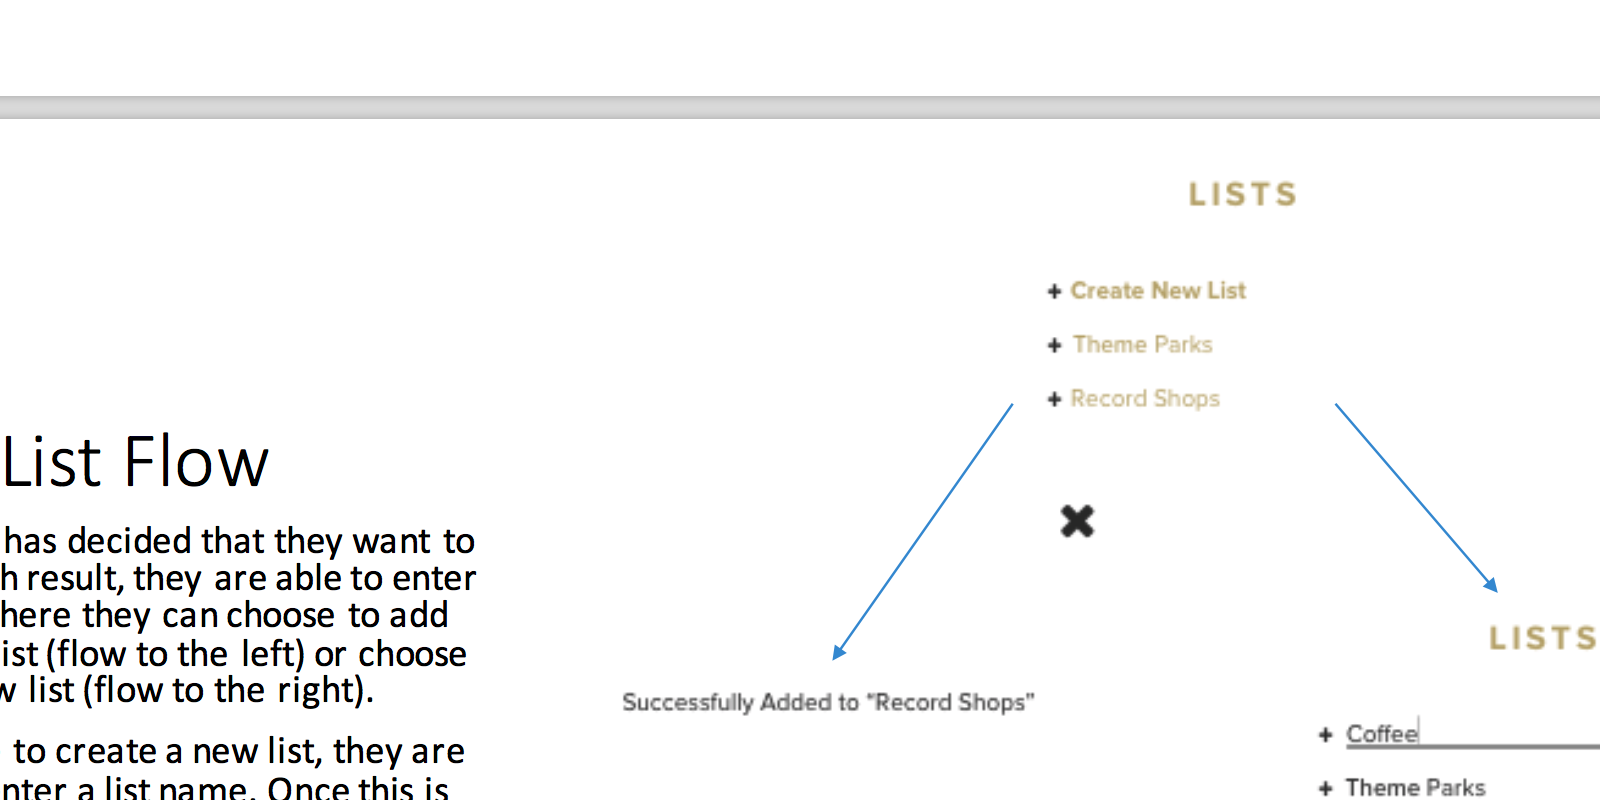 LISTS
+ Create New List
+ Theme Parks
+ Record Shops
List Flow
has decided that they want to
h result, they are able to enter
here they can choose to add
ist (flow to the left) or choose
w list (flow to the right).
to create a new list, they are
nter a list name. Once this is
Successfully Added to "Record Shops"
LISTS
+ Coffee
+ Theme Parks